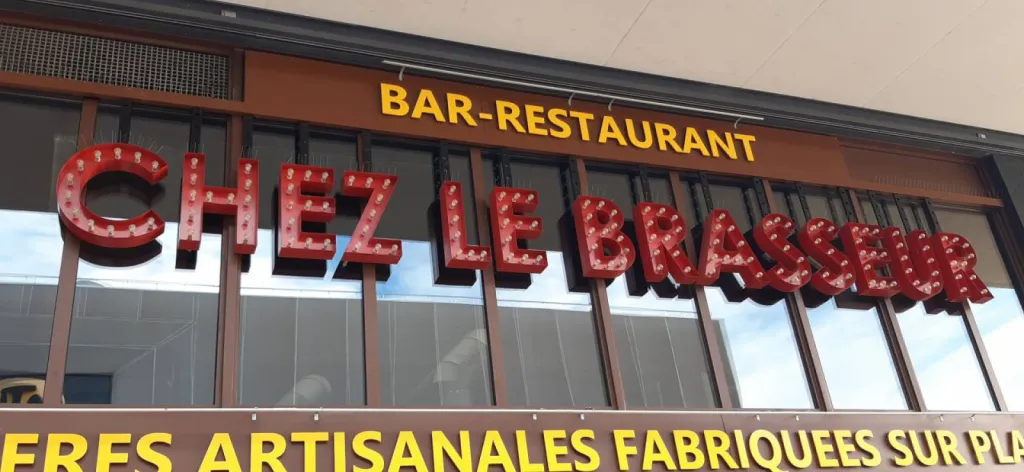 BAR-RESTAURANT
CHEZ LE BRASSEUR
ARTISANALES FABRIQUEES SUR